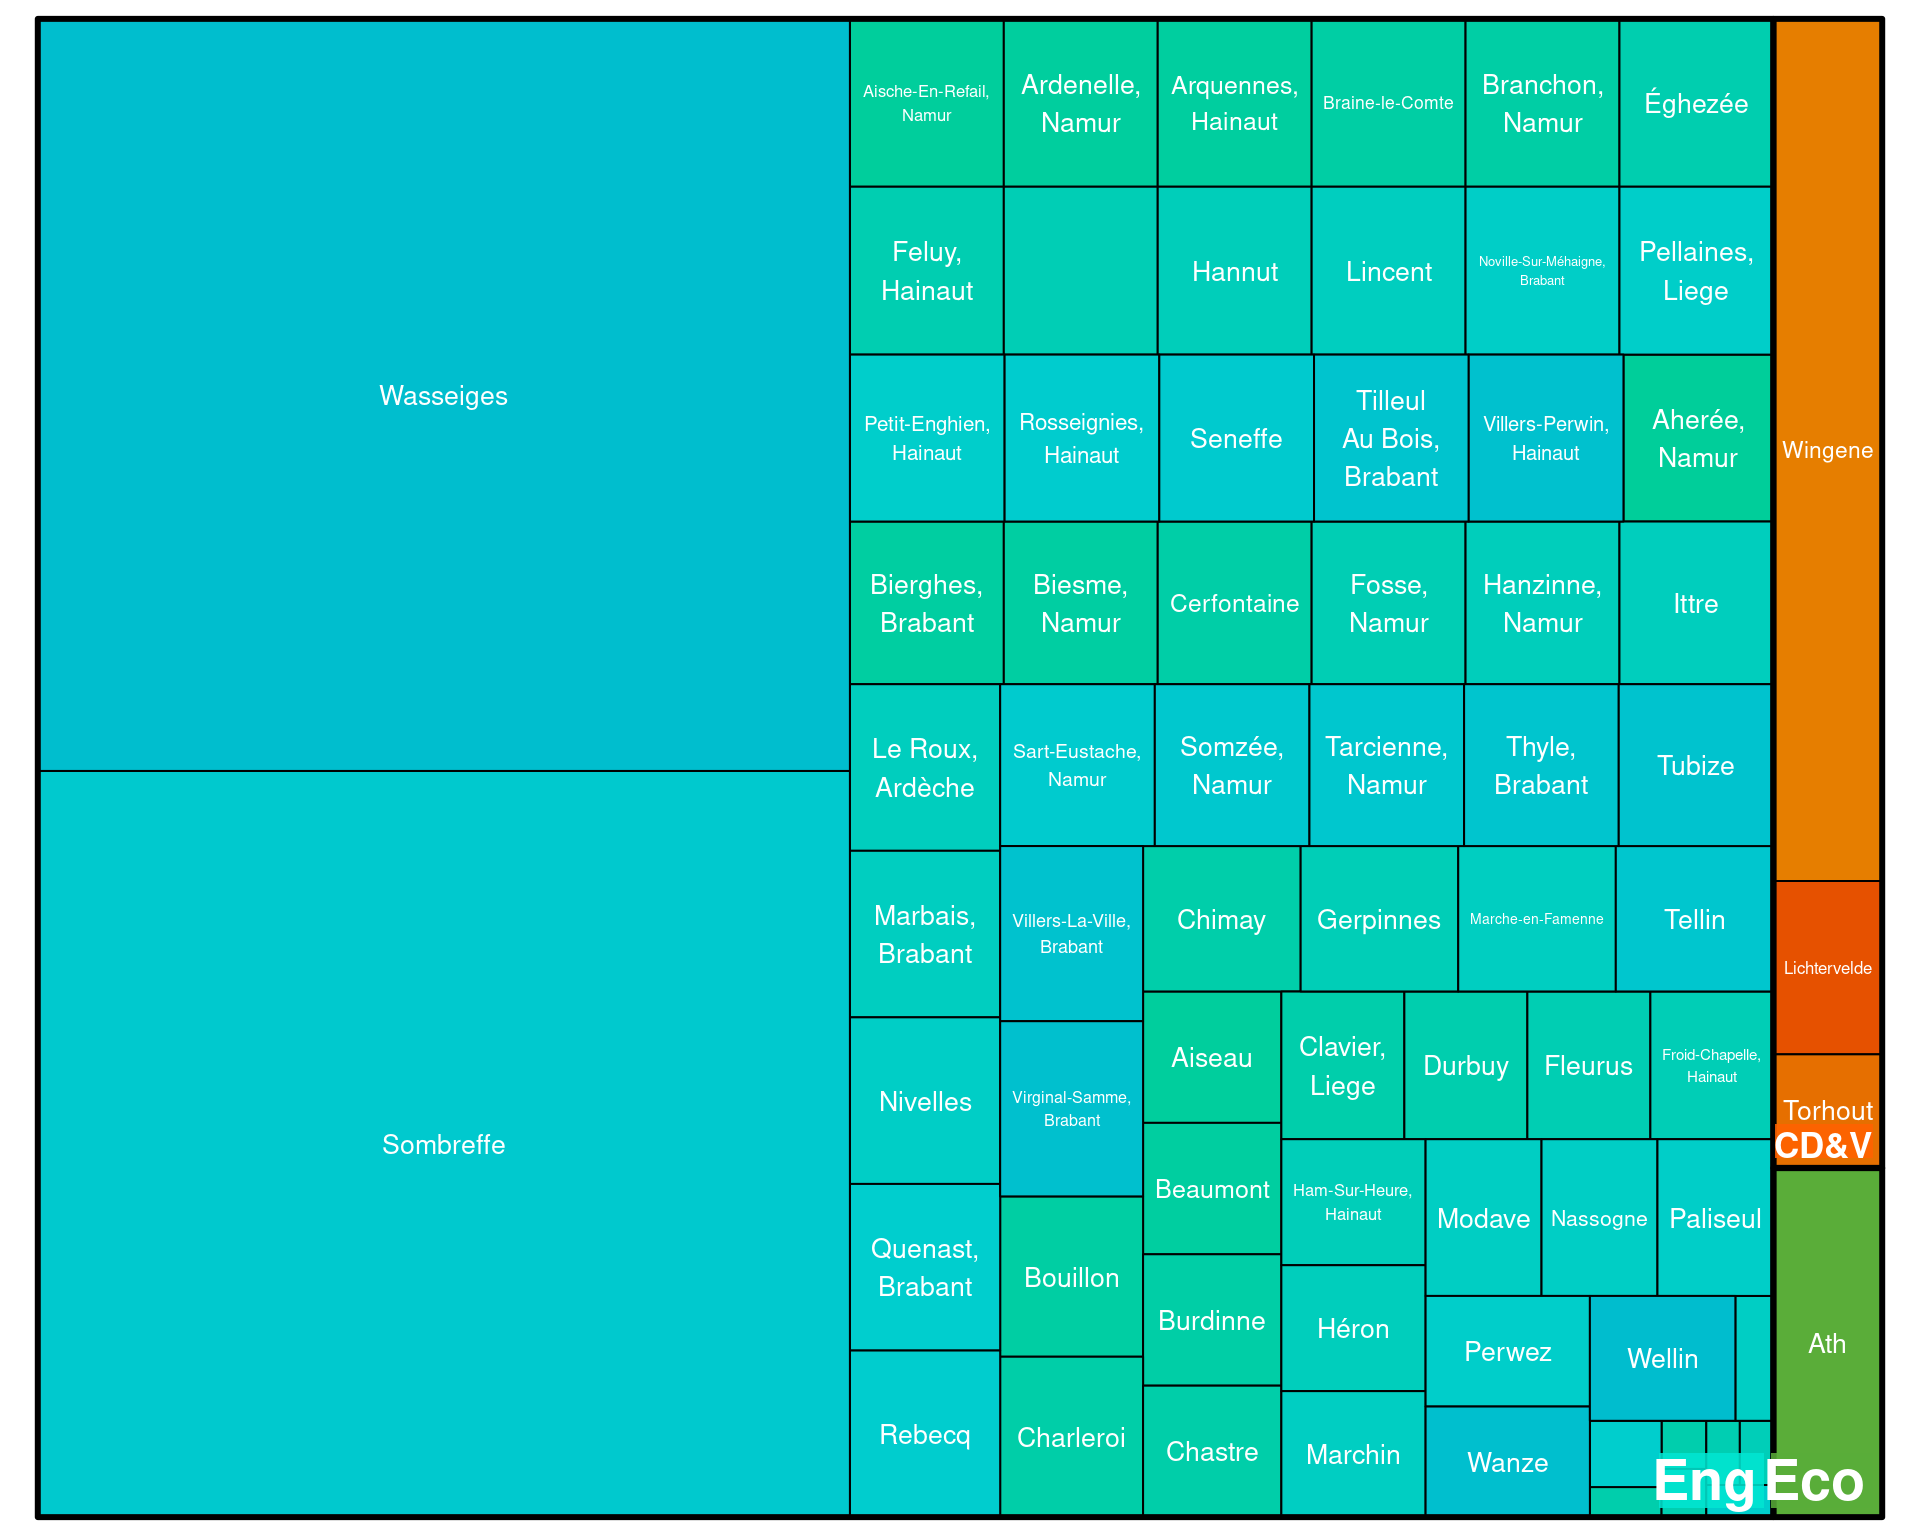 Wasseiges
Sombreffe
Aische-En-Refail,
Namur
Ardenelle,
Namur
Arquennes,
Hainaut
Braine-le-Comte
Branchon,
Namur
Éghezée
Feluy,
Hainaut
Hannut
Lincent
Noville-Sur-Méhaigne,
Brabant
Pellaines,
Liege
Petit-Enghien,
Hainaut
Rosseignies,
Hainaut
Seneffe
Tilleul
Au Bois,
Brabant
Villers-Perwin,
Hainaut
Aherée,
Namur
Bierghes,
Brabant
Biesme,
Namur
Cerfontaine
Fosse,
Namur
Hanzinne,
Namur
Ittre
Le Roux,
Ardèche
Sart-Eustache,
Namur
Somzée,
Namur
Tarcienne,
Namur
Thyle,
Brabant
Tubize
Marbais,
Brabant
Villers-La-Ville,
Brabant
Chimay
Gerpinnes
Marche-en-Famenne
Tellin
Nivelles
Virginal-Samme,
Brabant
Aiseau
Clavier,
Liege
Durbuy
Fleurus
Froid-Chapelle,
Hainaut
Beaumont
Ham-Sur-Heure,
Hainaut
Modave
Nassogne
Paliseul
Quenast,
Brabant
Bouillon
Burdinne
Héron
Perwez
Wellin
Rebecq
Charleroi
Chastre
Marchin
Wanze
Eng
Wingene
Lichtervelde
Torhout
CD&V
Ath
Eco